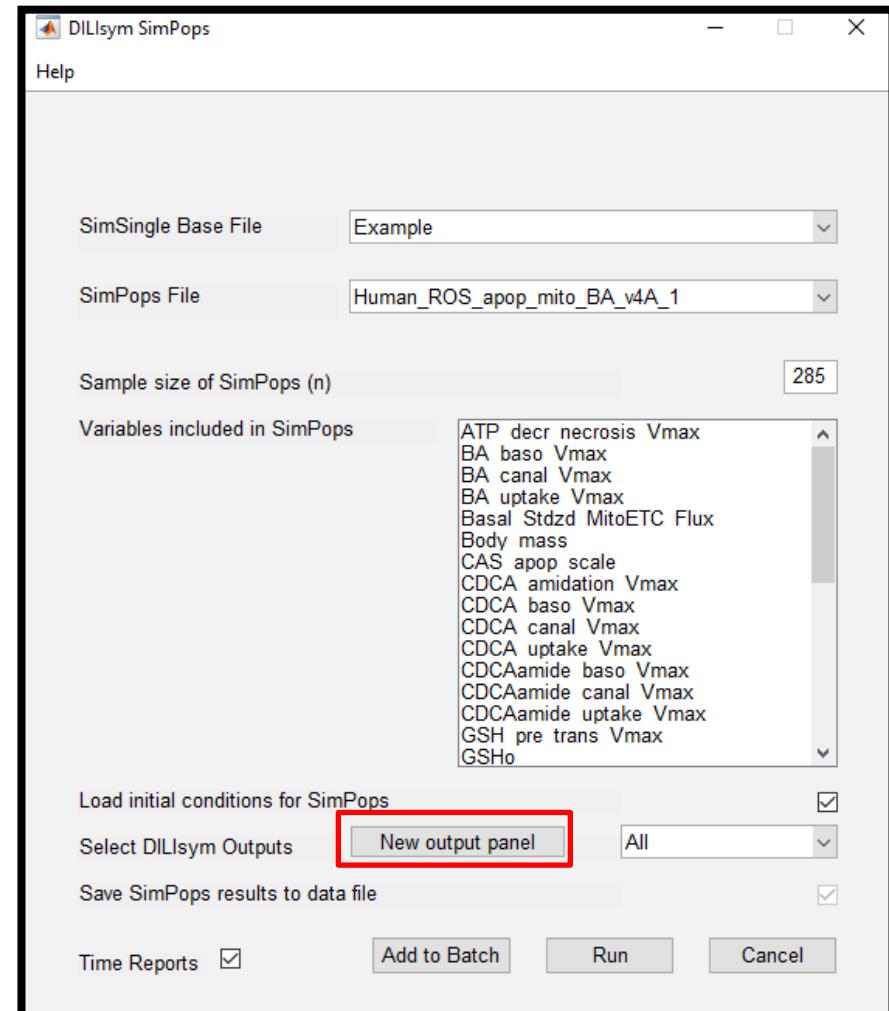 DILIsym SimPops
Help
SimSingle Base File Example
SimPops File Human_ROS_apop_mito_BA_v4A_1
Sample size of SimPops (n) 285
Variables included in SimPops
ATP decr necrosis Vmax
BA baso Vmax
BA canal Vmax
BA uptake Vmax
Basal Stdzd MitoETC Flux
Body mass
CAS apop scale
CDCA amidation Vmax
CDCA baso Vmax
CDCA canal Vmax
CDCA uptake Vmax
CDCAamide baso Vmax
CDCAamide canal Vmax
CDCAamide uptake Vmax
GSH pre trans Vmax
GSHo
Load initial conditions for SimPops
Select DILIsym Outputs New output panel All
Save SimPops results to data file
Time Reports Add to Batch Run Cancel